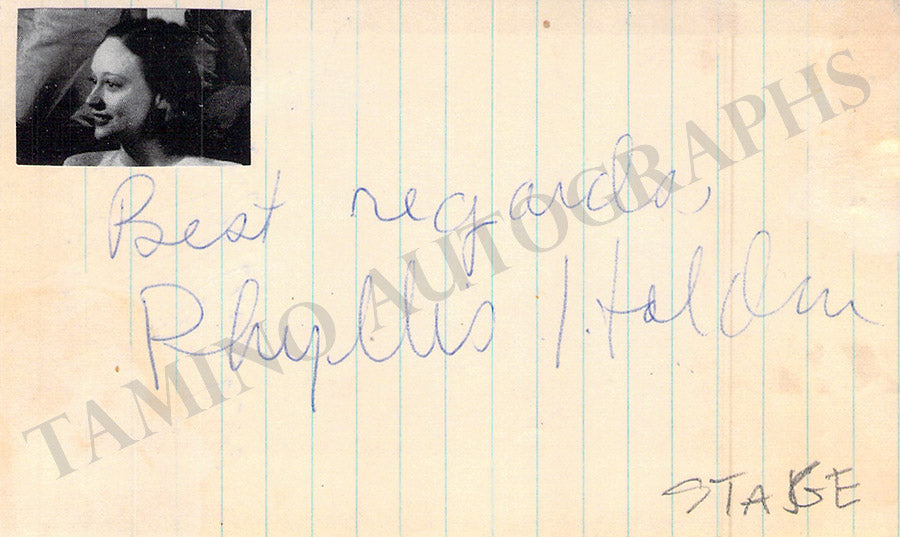 Best regards,
Phyllis Holden
STAGE
TAMINO AUTOGRAPHS